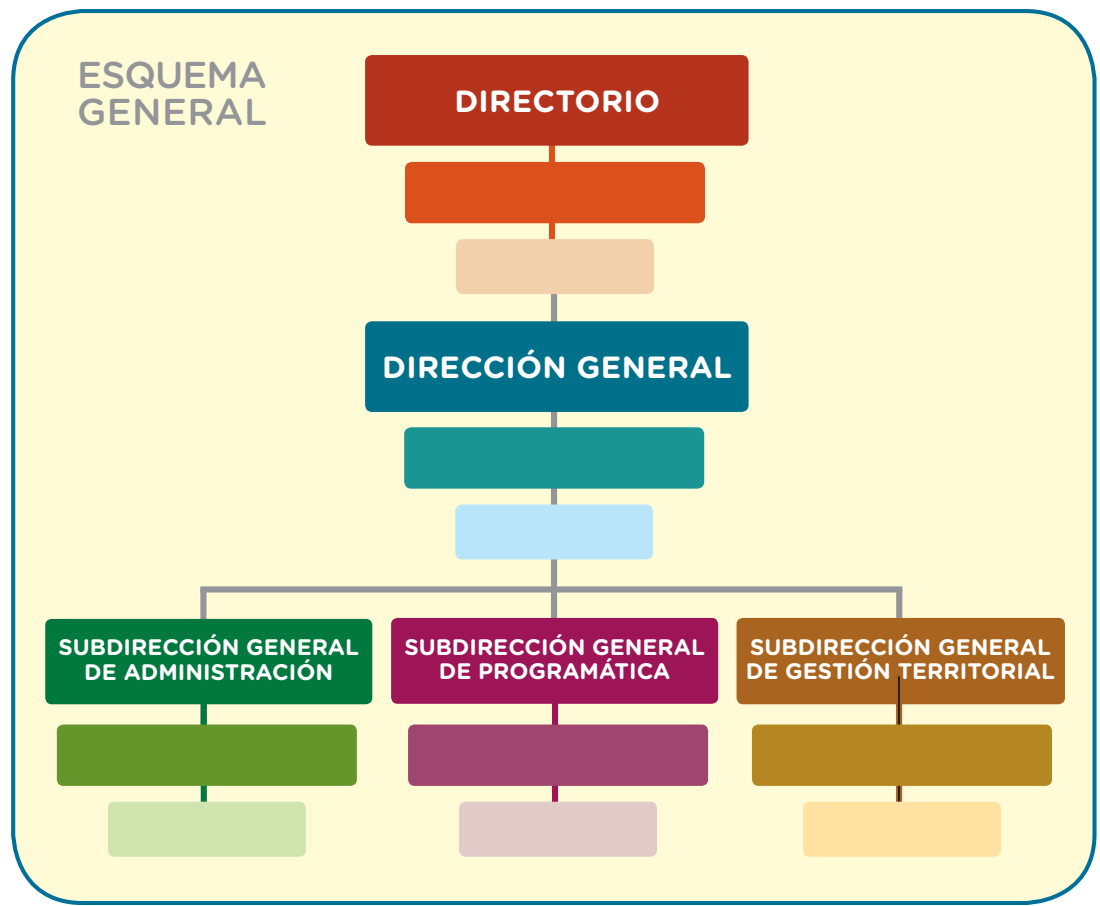 ESQUEMA
GENERAL
DIRECTORIO
DIRECCIÓN GENERAL
SUBDIRECCIÓN GENERAL
DE ADMINISTRACIÓN
SUBDIRECCIÓN GENERAL
DE PROGRAMÁTICA
SUBDIRECCIÓN GENERAL
DE GESTIÓN TERRITORIAL